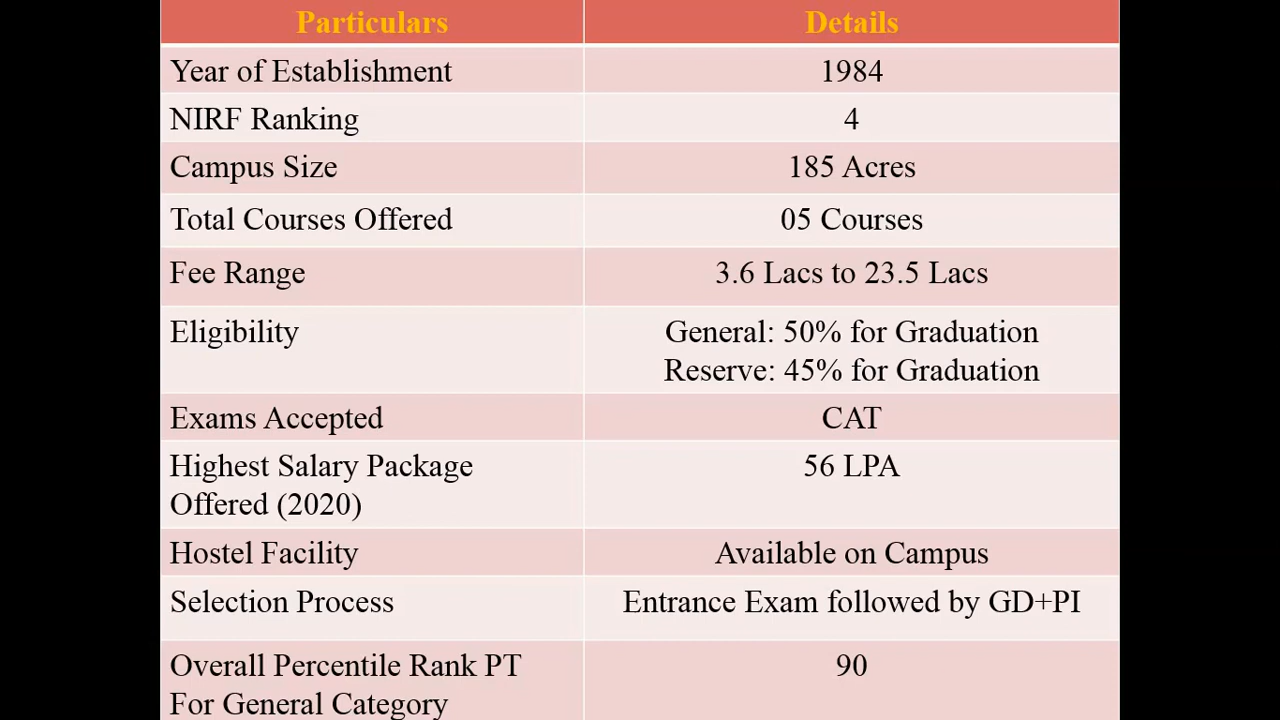 Particulars Details
Year of Establishment 1984
NIRF Ranking 4
Campus Size 185 Acres
Total Courses Offered 05 Courses
Fee Range 3.6 Lacs to 23.5 Lacs
Eligibility General: 50% for Graduation
Reserve: 45% for Graduation
Exams Accepted CAT
Highest Salary Package 56 LPA
Offered (2020)
Hostel Facility Available on Campus
Selection Process Entrance Exam followed by GD+PI
Overall Percentile Rank PT 90
For General Category